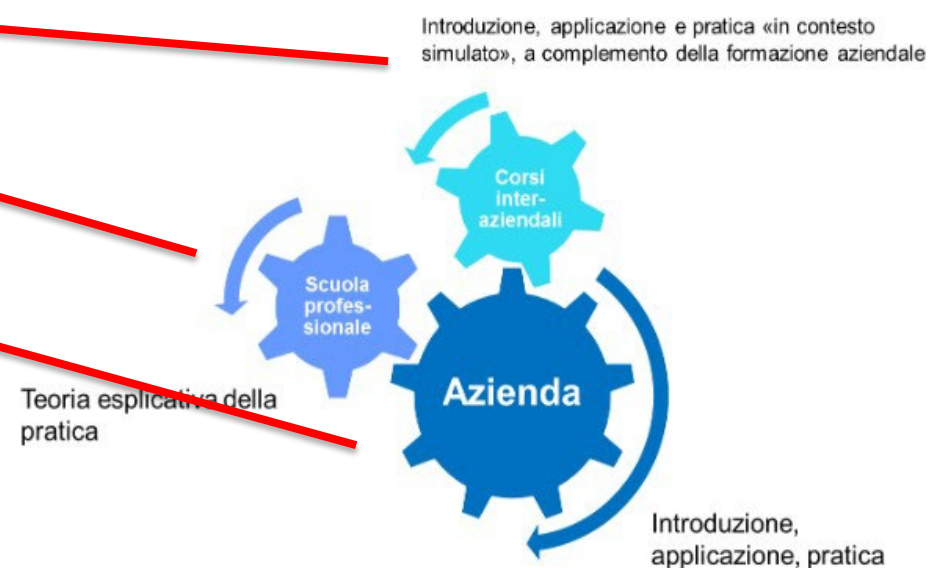 Introduzione, applicazione e pratica «in contesto
simulato», a complemento della formazione aziendale
Corsi
inter-
aziendali
Scuola
profes-
sionale
Azienda
Teoria esplicativa della
pratica
Introduzione,
applicazione, pratica